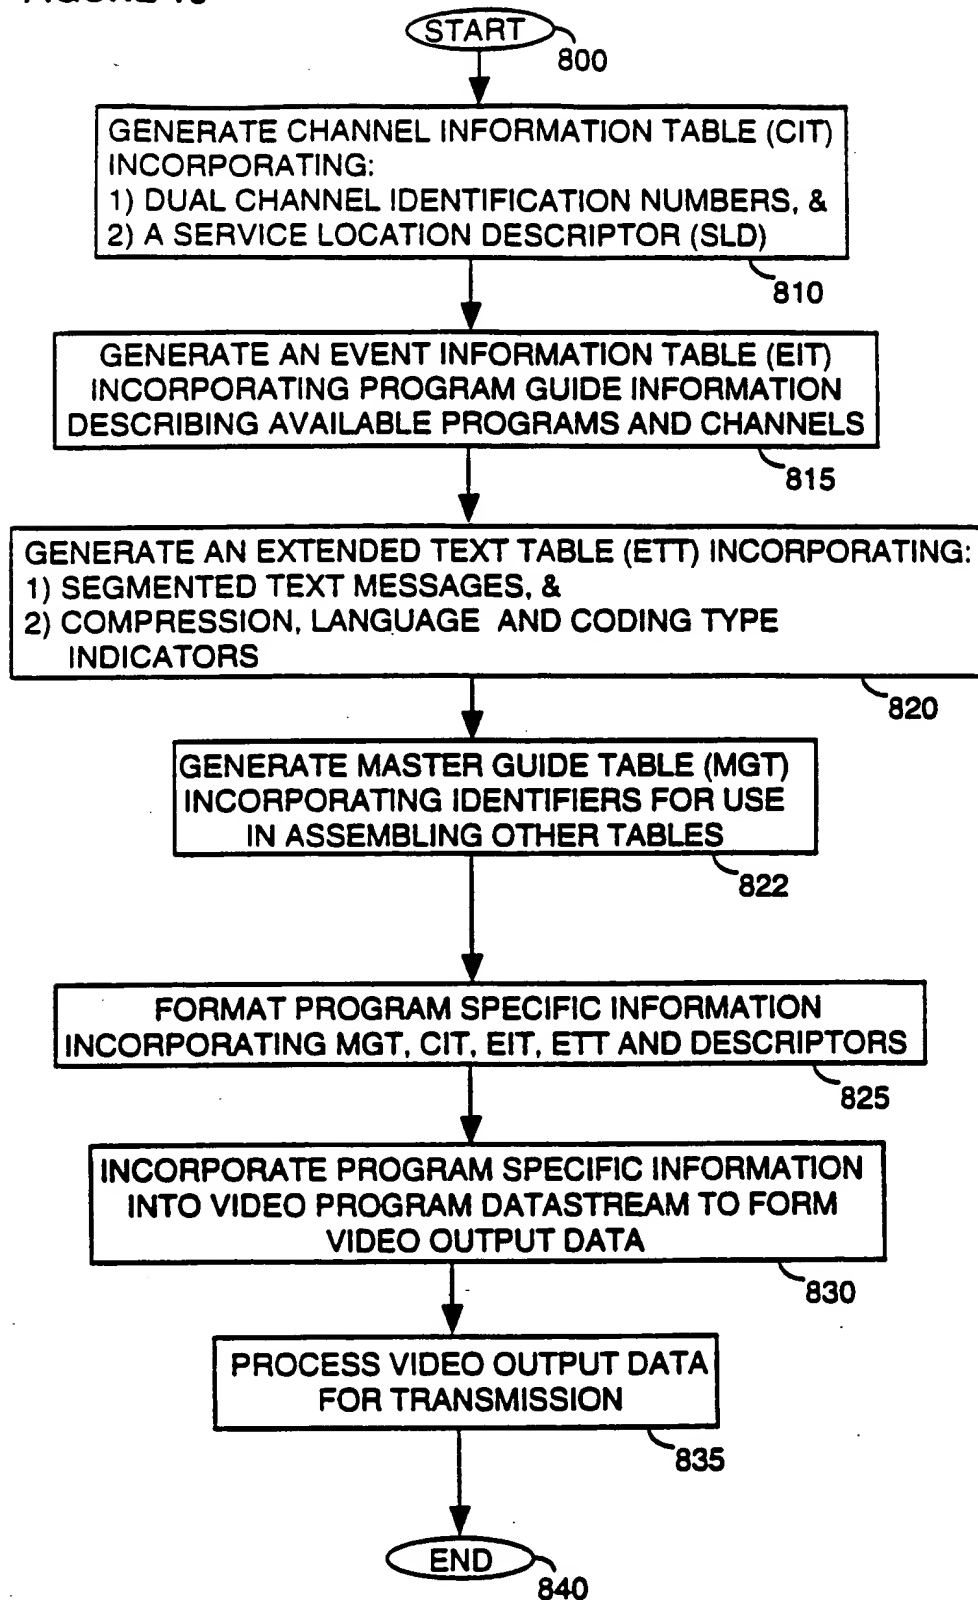 START
800
GENERATE CHANNEL INFORMATION TABLE (CIT)
INCORPORATING:
1) DUAL CHANNEL IDENTIFICATION NUMBERS, &
2) A SERVICE LOCATION DESCRIPTOR (SLD)
810
GENERATE AN EVENT INFORMATION TABLE (EIT)
INCORPORATING PROGRAM GUIDE INFORMATION
DESCRIBING AVAILABLE PROGRAMS AND CHANNELS
815
GENERATE AN EXTENDED TEXT TABLE (ETT) INCORPORATING:
1) SEGMENTED TEXT MESSAGES, &
2) COMPRESSION, LANGUAGE AND CODING TYPE
INDICATORS
820
GENERATE MASTER GUIDE TABLE (MGT)
INCORPORATING IDENTIFIERS FOR USE
IN ASSEMBLING OTHER TABLES
822
FORMAT PROGRAM SPECIFIC INFORMATION
INCORPORATING MGT, CIT, EIT, ETT AND DESCRIPTORS
825
INCORPORATE PROGRAM SPECIFIC INFORMATION
INTO VIDEO PROGRAM DATASTREAM TO FORM
VIDEO OUTPUT DATA
830
PROCESS VIDEO OUTPUT DATA
FOR TRANSMISSION
835
END
840